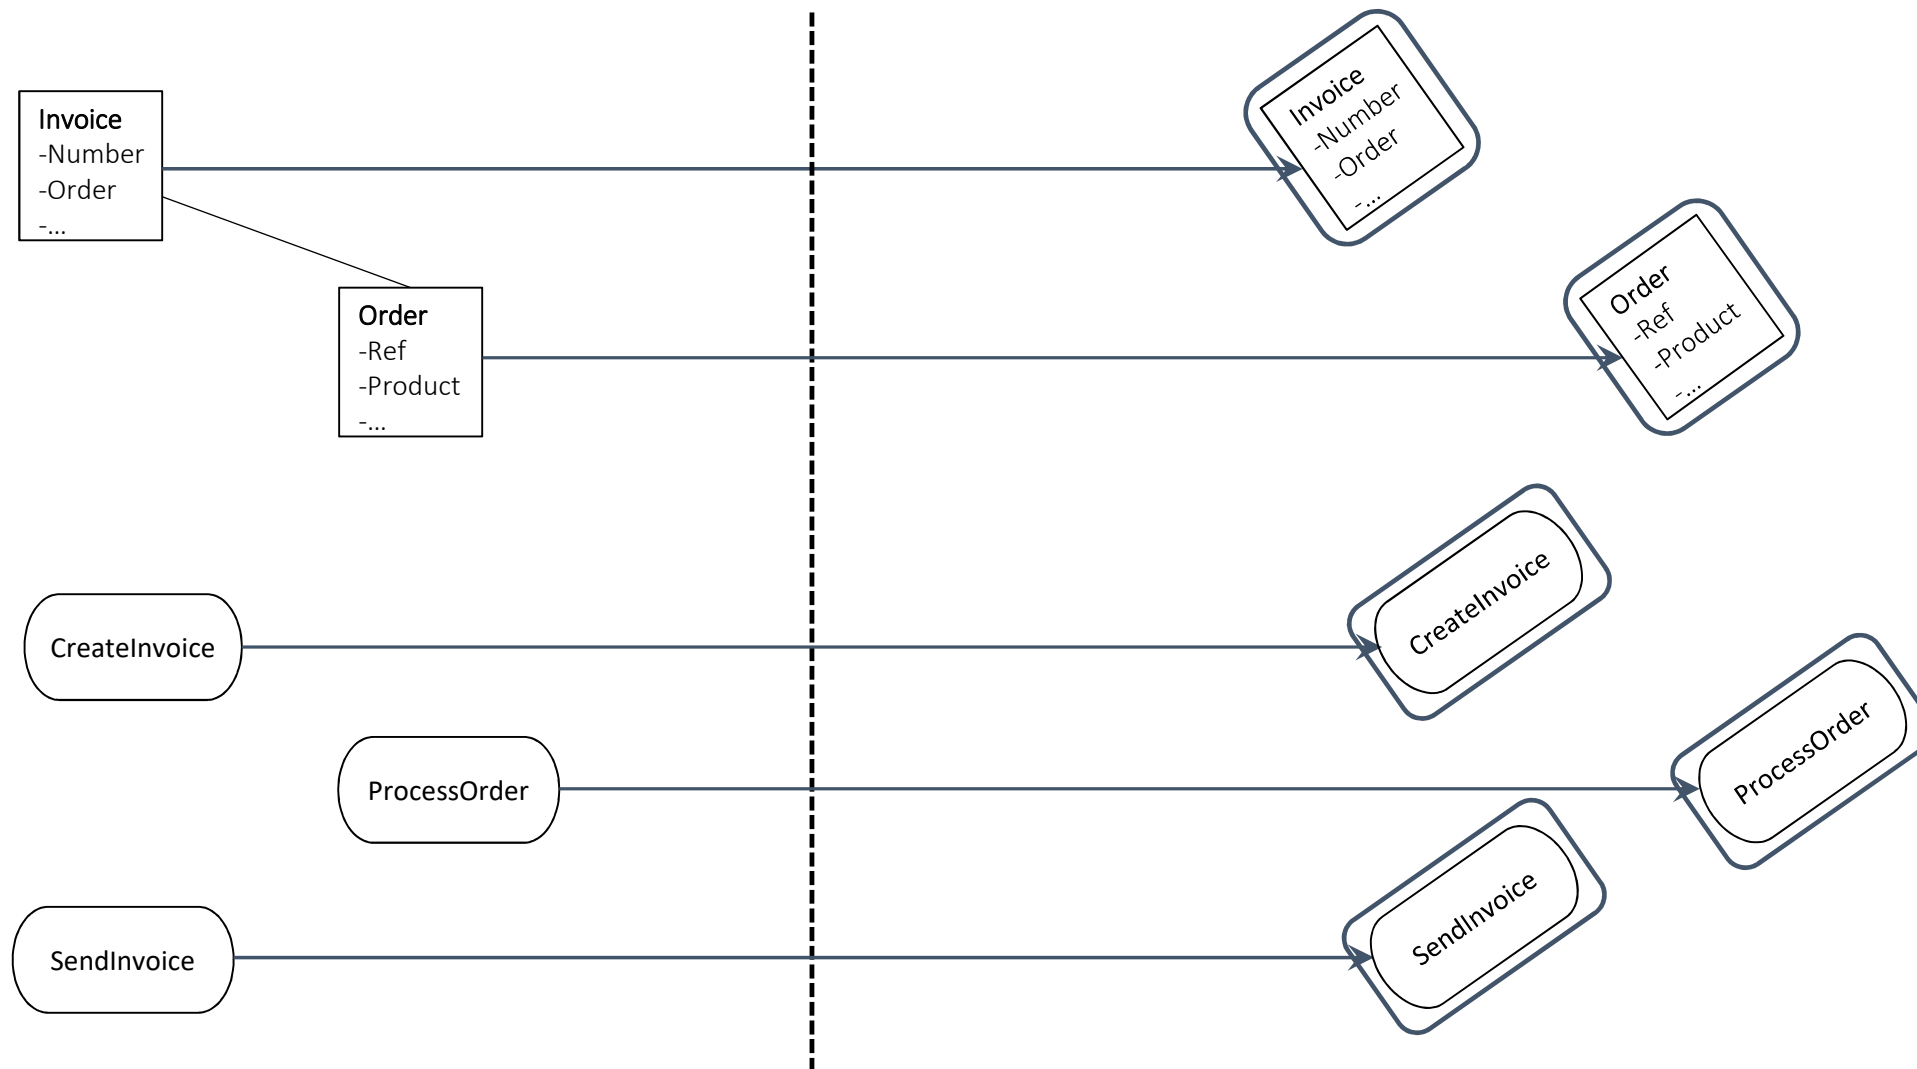 Invoice
-Number
-Order
-...
Order
-Ref
-Product
-...
CreateInvoice
ProcessOrder
SendInvoice
Invoice
-Number
-Order
-...
Order
-Ref
-Product
-...
CreateInvoice
ProcessOrder
SendInvoice